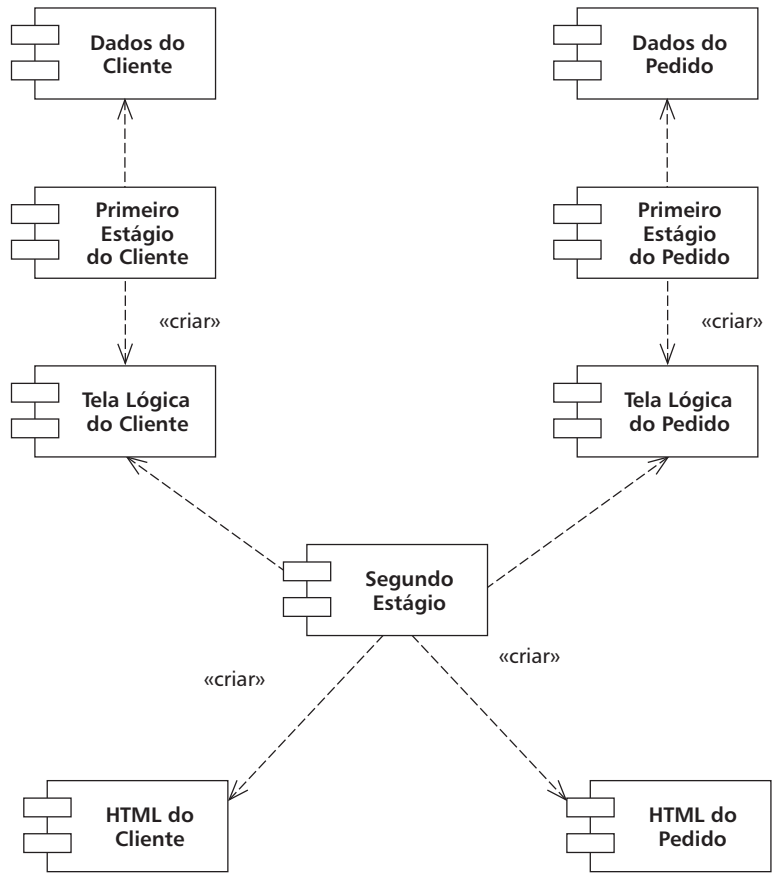 Dados do
Cliente
Dados do
Pedido
Primeiro
Estágio
do Cliente
Primeiro
Estágio
do Pedido
«criar»
«criar»
Tela Lógica
do Cliente
Tela Lógica
do Pedido
Segundo
Estágio
«criar»
«criar»
HTML do
Cliente
HTML do
Pedido